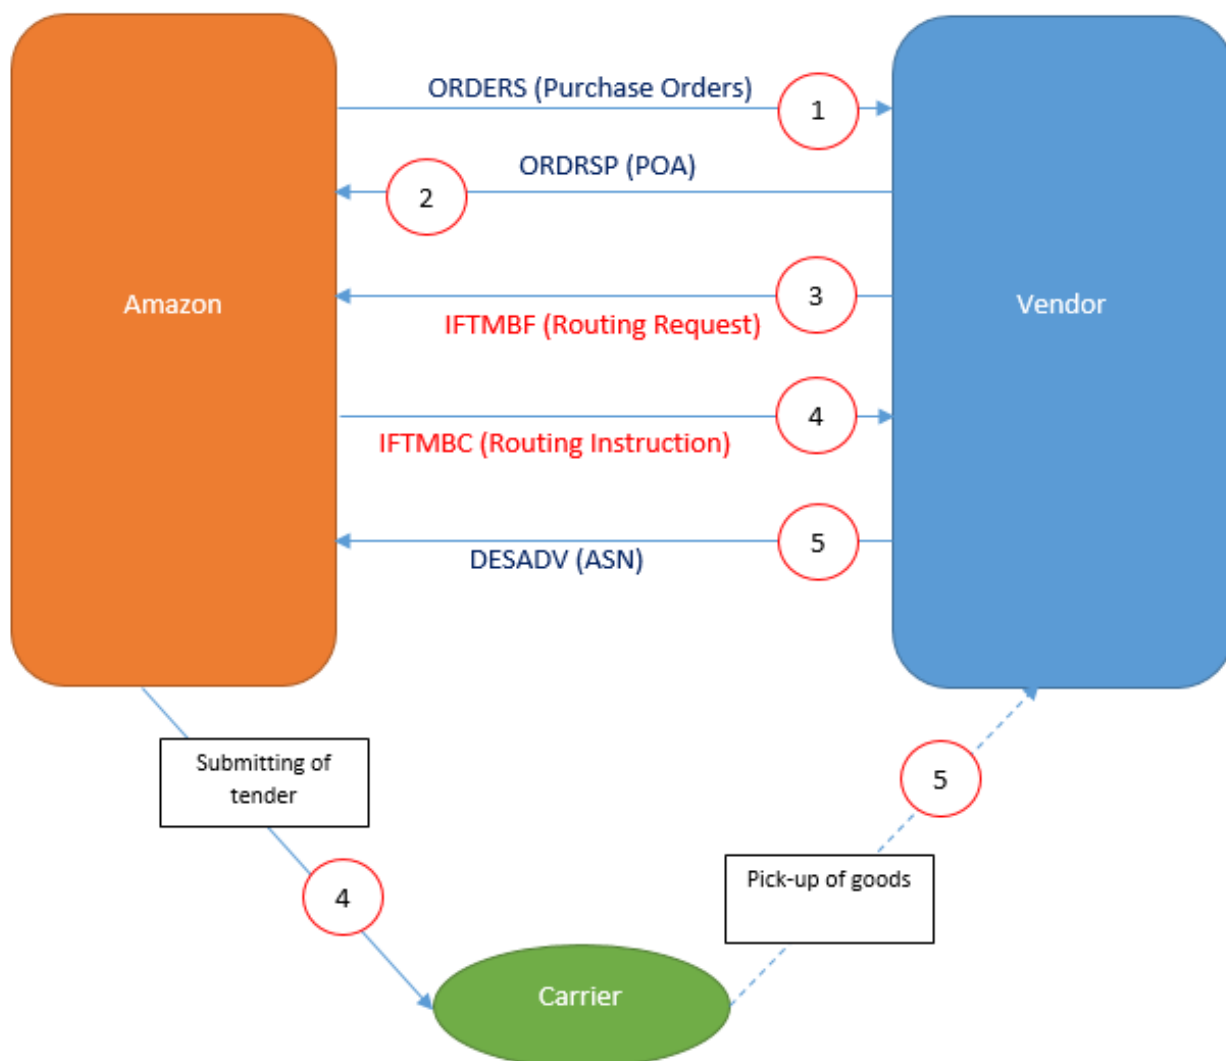 ORDERS (Purchase Orders)
1
ORDRSP (POA)
2
Amazon
3
Vendor
IFTMBF (Routing Request)
4
IFTMBC (Routing Instruction)
5
DESADV (ASN)
Submitting of
tender
5
Pick-up of goods
4
Carrier